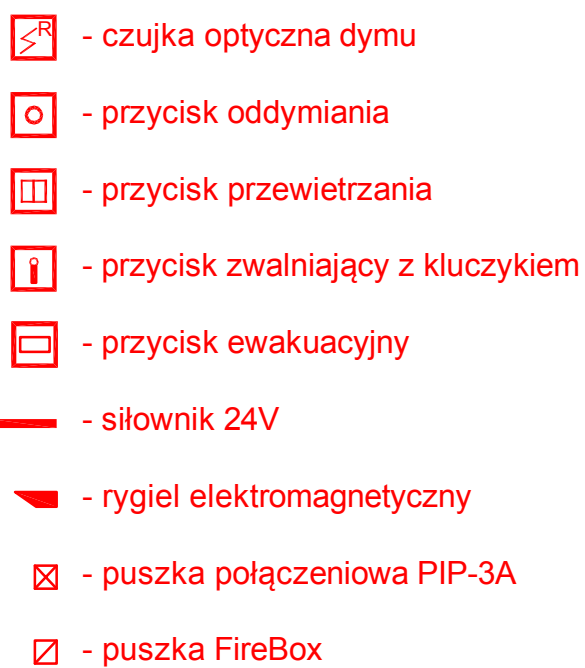 R - czujka optyczna dymu
- przycisk oddymiania
- przycisk przewietrzania
- przycisk zwalniający z kluczykiem
- przycisk ewakuacyjny
- siłownik 24V
- rygiel elektromagnetyczny
- puszka połączeniowa PIP-3A
- puszka FireBox